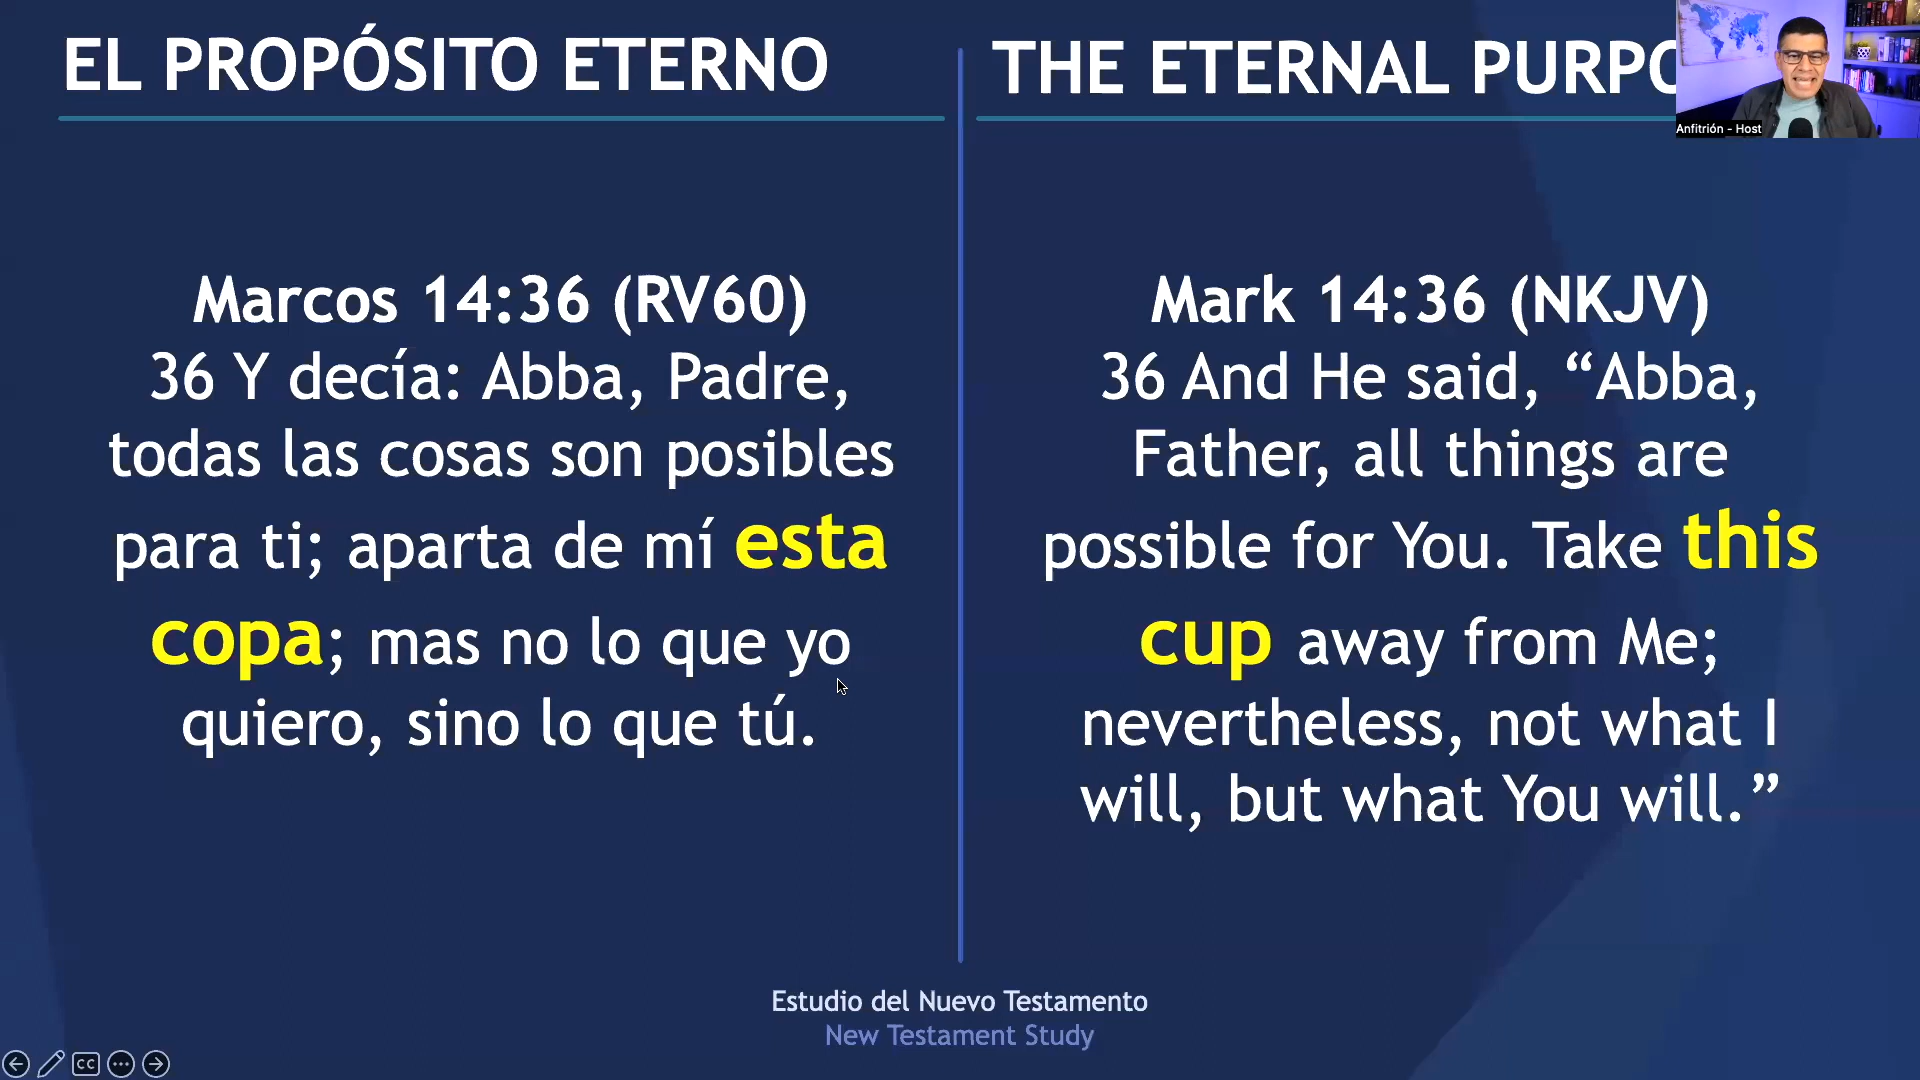 EL PROPÓSITO ETERNO
Marcos 14:36 (RV60)
36 Y decía: Abba, Padre,
todas las cosas son posibles
para ti; aparta de mí esta
copa; mas no lo que yo
quiero, sino lo que tú.
THE ETERNAL PURPO
Mark 14:36 (NKJV)
36 And He said, “Abba,
Father, all things are
possible for You. Take this
cup away from Me;
nevertheless, not what I
will, but what You will.”
Anfitrión - Host
Estudio del Nuevo Testamento
New Testament Study
CC